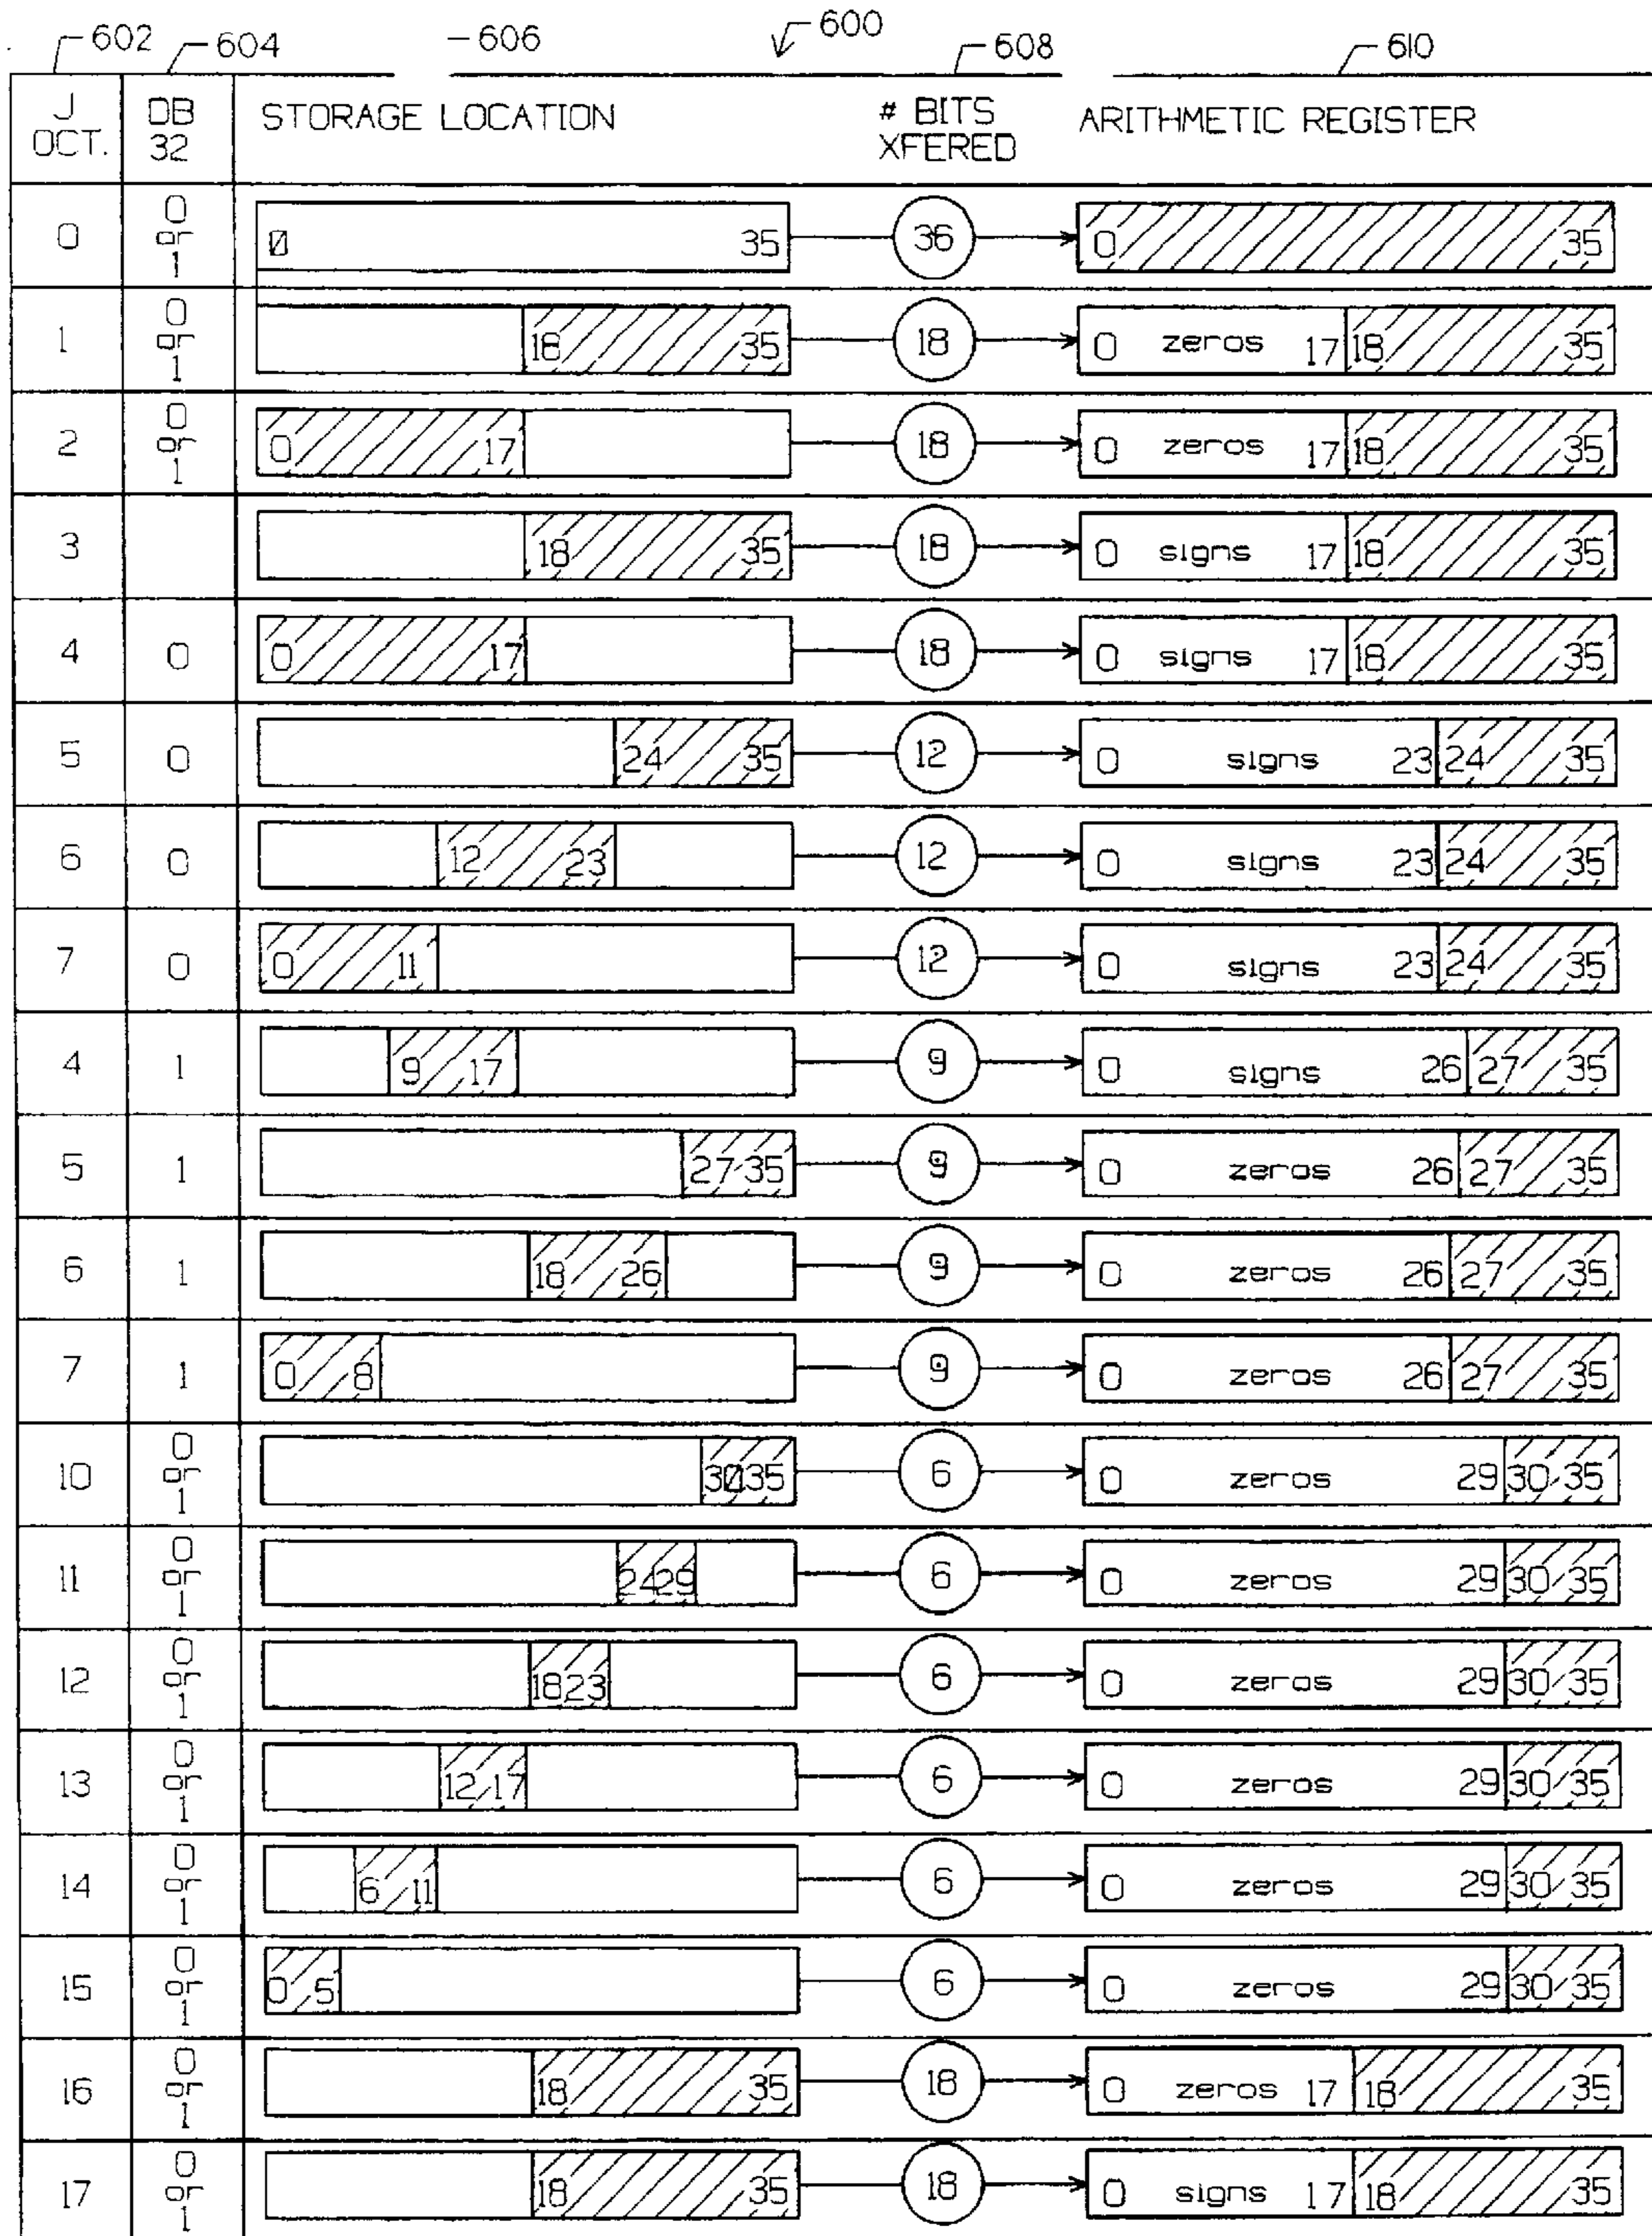 602 604 606 600 608 610
J OCT. DB 32 STORAGE LOCATION # BITS XFERED ARITHMETIC REGISTER
0 0 or 1 0 35 36 0 35
1 0 or 1 18 35 18 0 zeros 17 18 35
2 0 or 1 0 17 18 0 zeros 17 18 35
3 18 35 18 0 signs 17 18 35
4 0 0 17 18 0 signs 17 18 35
5 0 24 35 12 0 signs 23 24 35
6 0 12 23 12 0 signs 23 24 35
7 0 0 11 12 0 signs 23 24 35
4 1 9 17 9 0 signs 26 27 35
5 1 27 35 9 0 zeros 26 27 35
6 1 18 26 9 0 zeros 26 27 35
7 1 0 8 9 0 zeros 26 27 35
10 0 or 1 30 35 6 0 zeros 29 30 35
11 0 or 1 24 29 6 0 zeros 29 30 35
12 0 or 1 18 23 6 0 zeros 29 30 35
13 0 or 1 12 17 6 0 zeros 29 30 35
14 0 or 1 6 11 6 0 zeros 29 30 35
15 0 or 1 0 5 6 0 zeros 29 30 35
16 0 or 1 18 35 18 0 zeros 17 18 35
17 0 or 1 18 35 18 0 signs 17 18 35